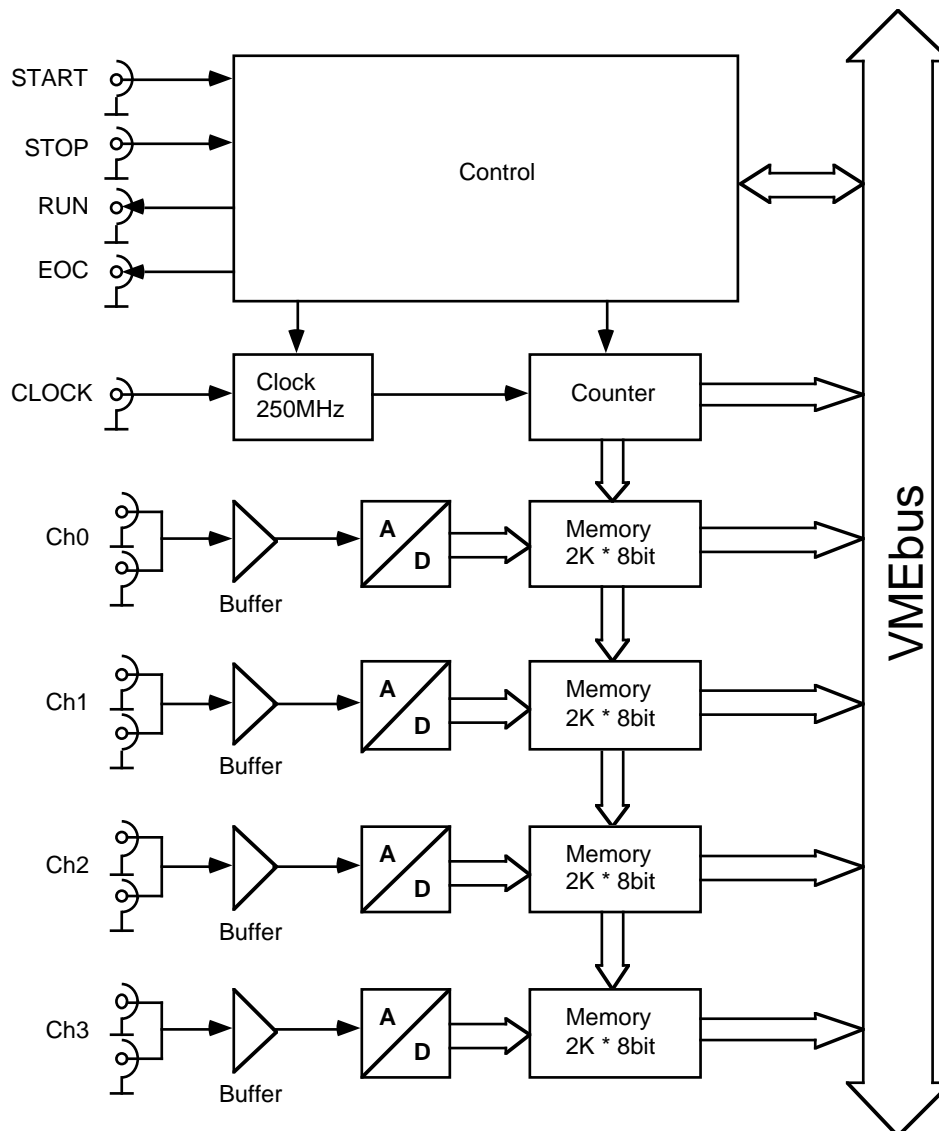 START
STOP
RUN
EOC
Control
CLOCK
Clock
250MHz
Counter
Ch0
Buffer
A
D
Memory
2K * 8bit
Ch1
Buffer
A
D
Memory
2K * 8bit
Ch2
Buffer
A
D
Memory
2K * 8bit
Ch3
Buffer
A
D
Memory
2K * 8bit
VMEbus